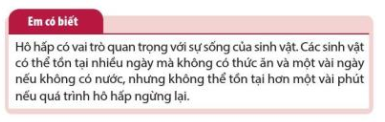 Em có biết
Hô hấp có vai trò quan trọng với sự sống của sinh vật. Các sinh vật
có thể tồn tại nhiều ngày mà không có thức ăn và một vài ngày
nếu không có nước, nhưng không thể tồn tại hơn một vài phút
nếu quá trình hô hấp ngừng lại.